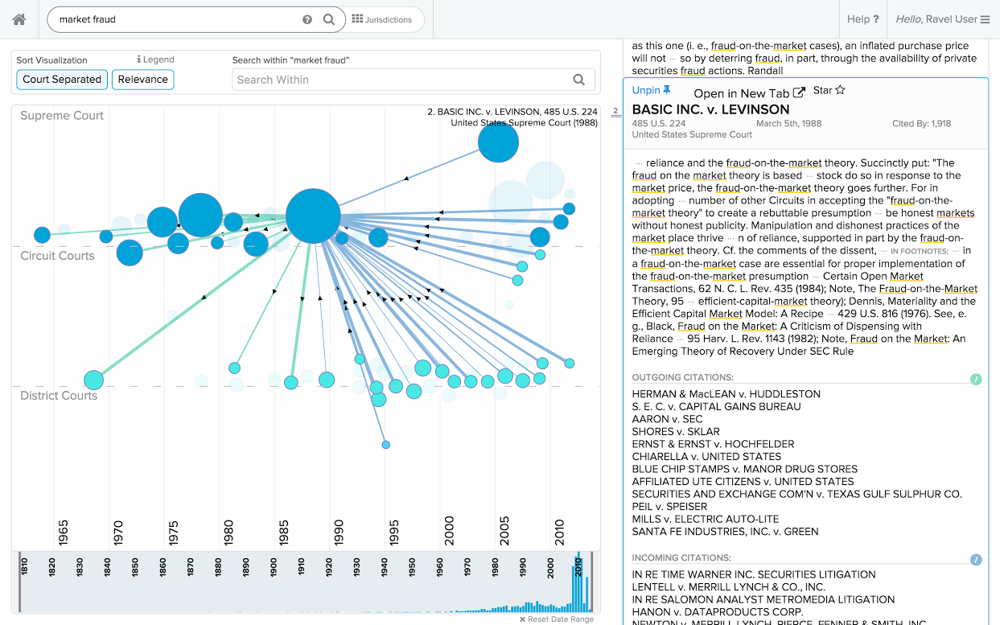 market fraud
Jurisdictions
Help ?
Hello, Ravel User
Sort Visualization
Legend
Court Separated
Relevance
Search within "market fraud"
Search Within
Supreme Court
2. BASIC INC. v. LEVINSON, 485 U.S. 224
United States Supreme Court (1988)
2
Circuit Courts
District Courts
1965
1970
1975
1980
1985
1990
1995
2000
2005
2010
1810
1820
1830
1840
1850
1860
1870
1880
1890
1900
1910
1920
1930
1940
1950
1960
1970
1980
1990
2000
2010
Reset Date Range
as this one (i. e., fraud-on-the-market cases), an inflated purchase price
will not ··· so by deterring fraud, in part, through the availability of private
securities fraud actions. Randall
Unpin
Open in New Tab
Star
BASIC INC. v. LEVINSON
485 U.S. 224
March 5th, 1988
Cited By: 1,918
United States Supreme Court
··· reliance and the fraud-on-the-market theory. Succinctly put: "The
fraud on the market theory is based ··· stock do so in response to the
market price, the fraud-on-the-market theory goes further. For in
adopting ··· number of other Circuits in accepting the "fraud-on-the-
market theory" to create a rebuttable presumption ··· be honest markets
without honest publicity. Manipulation and dishonest practices of the
market place thrive ··· n of reliance, supported in part by the fraud-on-
the-market theory. Cf. the comments of the dissent, ··· IN FOOTNOTES: ··· in
a fraud-on-the-market case are essential for proper implementation of
the fraud-on-the-market presumption ··· Certain Open Market
Transactions, 62 N. C. L. Rev. 435 (1984); Note, The Fraud-on-the-Market
Theory, 95 ··· efficient-capital-market theory); Dennis, Materiality and the
Efficient Capital Market Model: A Recipe ··· 429 U.S. 816 (1976). See, e.
g., Black, Fraud on the Market: A Criticism of Dispensing with
Reliance ··· 95 Harv. L. Rev. 1143 (1982); Note, Fraud on the Market: An
Emerging Theory of Recovery Under SEC Rule
OUTGOING CITATIONS:
HERMAN & MacLEAN v. HUDDLESTON
S. E. C. v. CAPITAL GAINS BUREAU
AARON v. SEC
SHORES v. SKLAR
ERNST & ERNST v. HOCHFELDER
CHIARELLA v. UNITED STATES
BLUE CHIP STAMPS v. MANOR DRUG STORES
AFFILIATED UTE CITIZENS v. UNITED STATES
SECURITIES AND EXCHANGE COM'N v. TEXAS GULF SULPHUR CO.
PEIL v. SPEISER
MILLS v. ELECTRIC AUTO-LITE
SANTA FE INDUSTRIES, INC. v. GREEN
INCOMING CITATIONS:
IN RE TIME WARNER INC. SECURITIES LITIGATION
LENTELL v. MERRILL LYNCH & CO., INC.
IN RE SALOMON ANALYST METROMEDIA LITIGATION
HANON v. DATAPRODUCTS CORP.
NEWTON v. MERRILL LYNCH, PIERCE, FENNER & SMITH, INC.